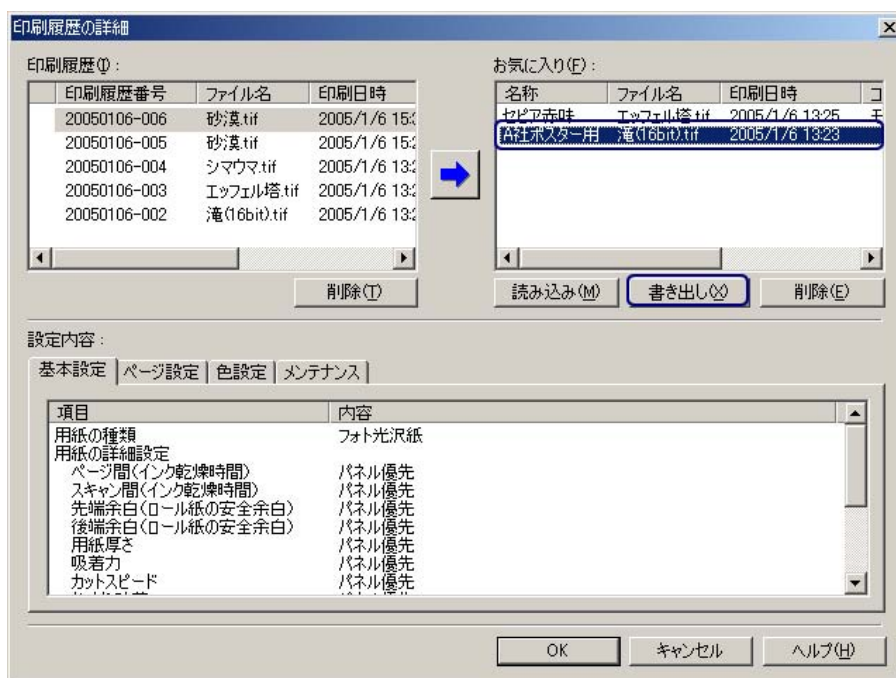 印刷履歴の詳細
印刷履歴(I):
印刷履歴番号 ファイル名 印刷日時
20050106-006 砂漠.tif 2005/1/6 15:
20050106-005 砂漠.tif 2005/1/6 15:
20050106-004 シマウマ.tif 2005/1/6 13:
20050106-003 エッフェル塔.tif 2005/1/6 13:
20050106-002 滝(16bit).tif 2005/1/6 13:
削除(T)
お気に入り(F):
名称 ファイル名 印刷日時 コ
セピア赤味 エッフェル塔.tif 2005/1/6 13:25 モ
A社ポスター用 滝(16bit).tif 2005/1/6 13:23
読み込み(M) 書き出し(X) 削除(E)
設定内容:
基本設定 ページ設定 色設定 メンテナンス
項目 内容
用紙の種類 フォト光沢紙
用紙の詳細設定
ページ間(インク乾燥時間) パネル優先
スキャン間(インク乾燥時間) パネル優先
先端余白(ロール紙の安全余白) パネル優先
後端余白(ロール紙の安全余白) パネル優先
用紙厚さ パネル優先
吸着力 パネル優先
カットスピード パネル優先
OK キャンセル ヘルプ(H)